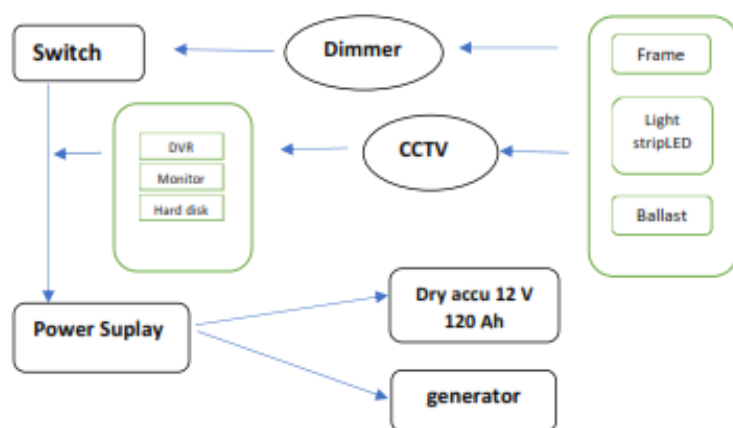 Switch
Dimmer
Frame
Light
stripLED
Ballast
DVR
Monitor
Hard disk
CCTV
Power Suplay
Dry accu 12 V
120 Ah
generator